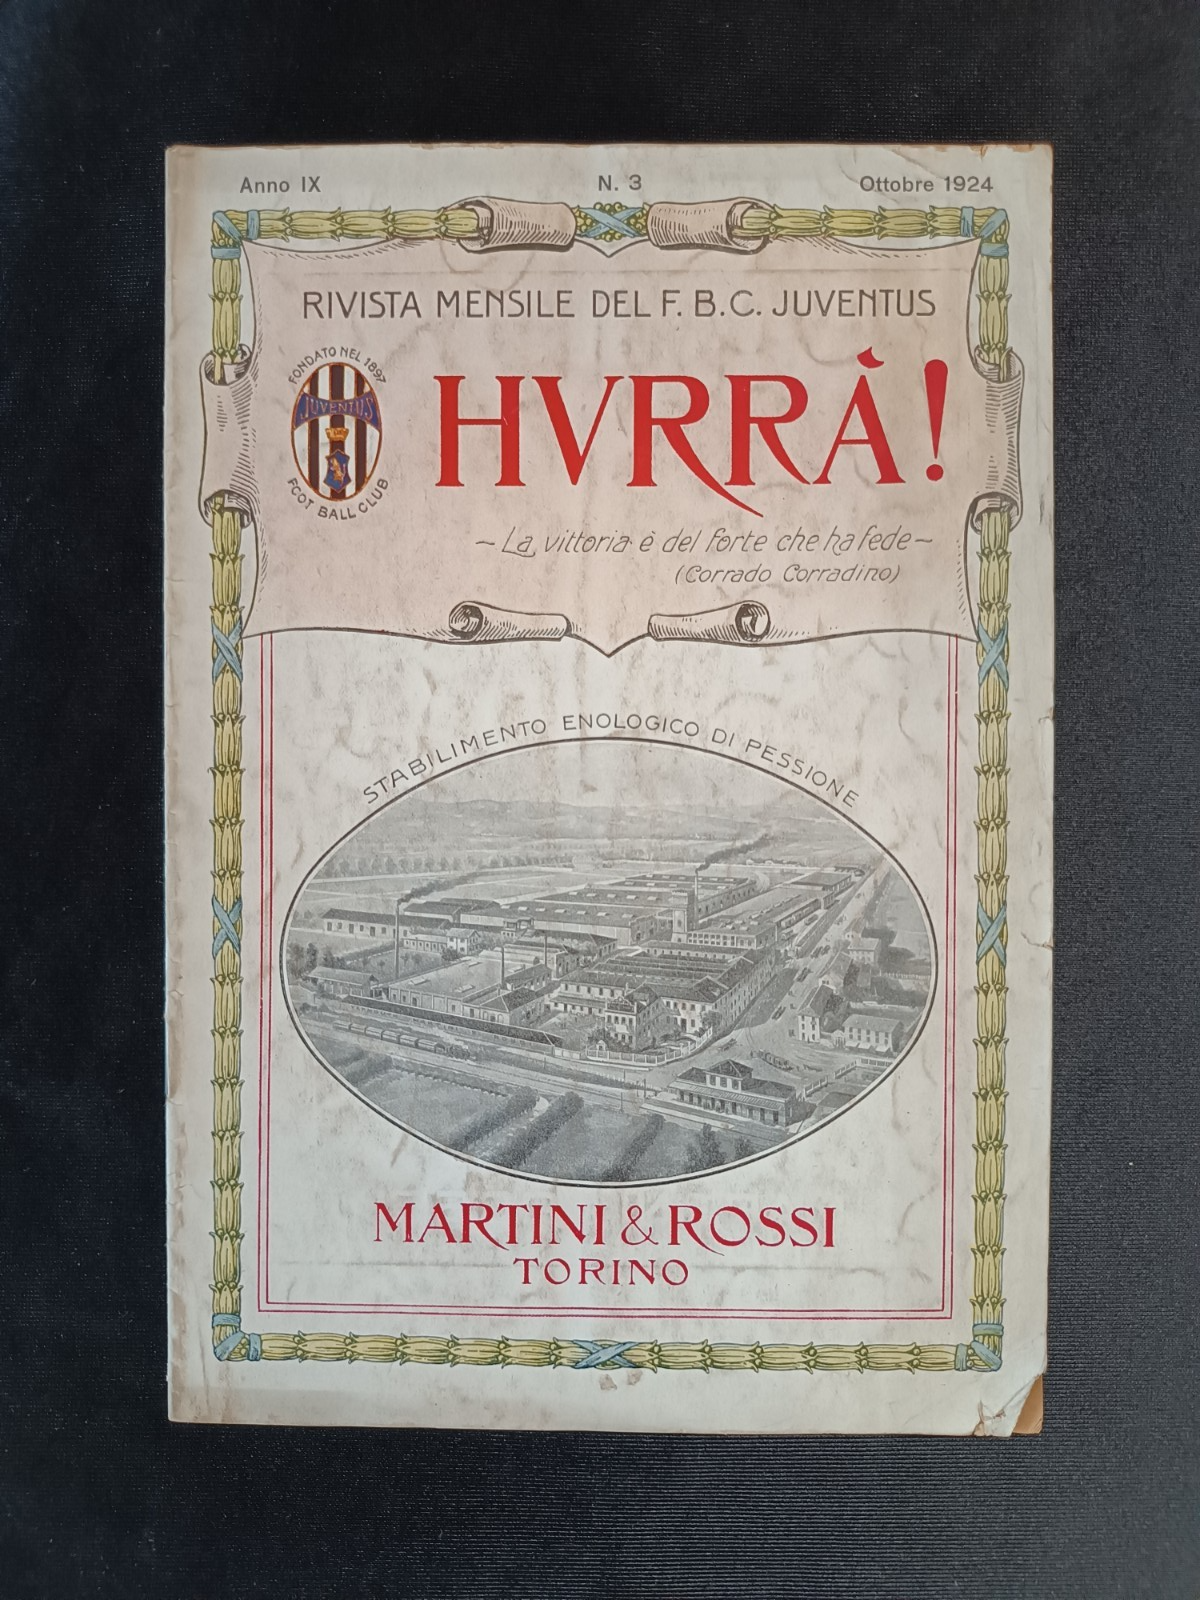 Anno IX N. 3 Ottobre 1924
RIVISTA MENSILE DEL F. B. C. JUVENTUS
FONDATO NEL 1897
JUVENTUS
FOOT BALL CLUB
HVRRÀ!
~ La vittoria è del forte che ha fede ~
(Corrado Corradino)
STABILIMENTO ENOLOGICO DI PESSIONE
MARTINI & ROSSI
TORINO